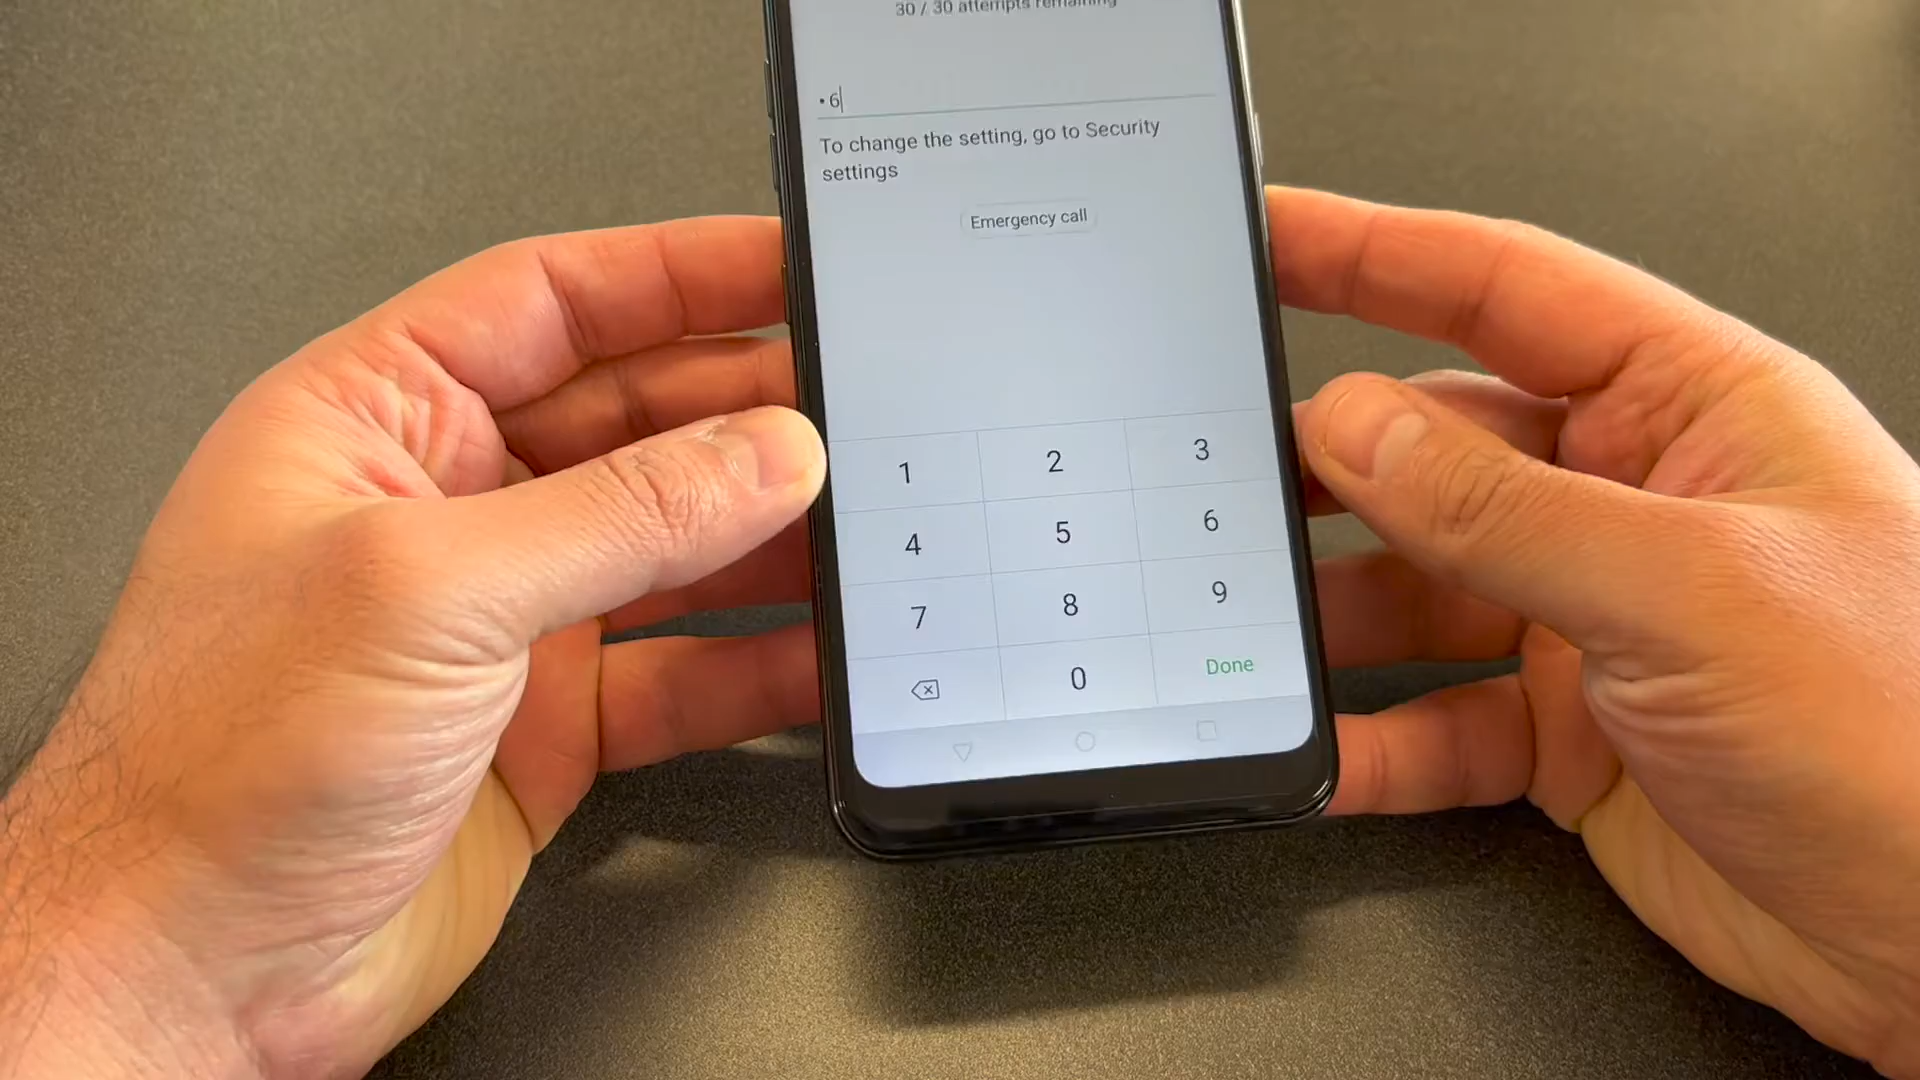 30 / 30 attempts remaining
• 6
To change the setting, go to Security
settings
Emergency call
1 2 3
4 5 6
7 8 9
0 Done